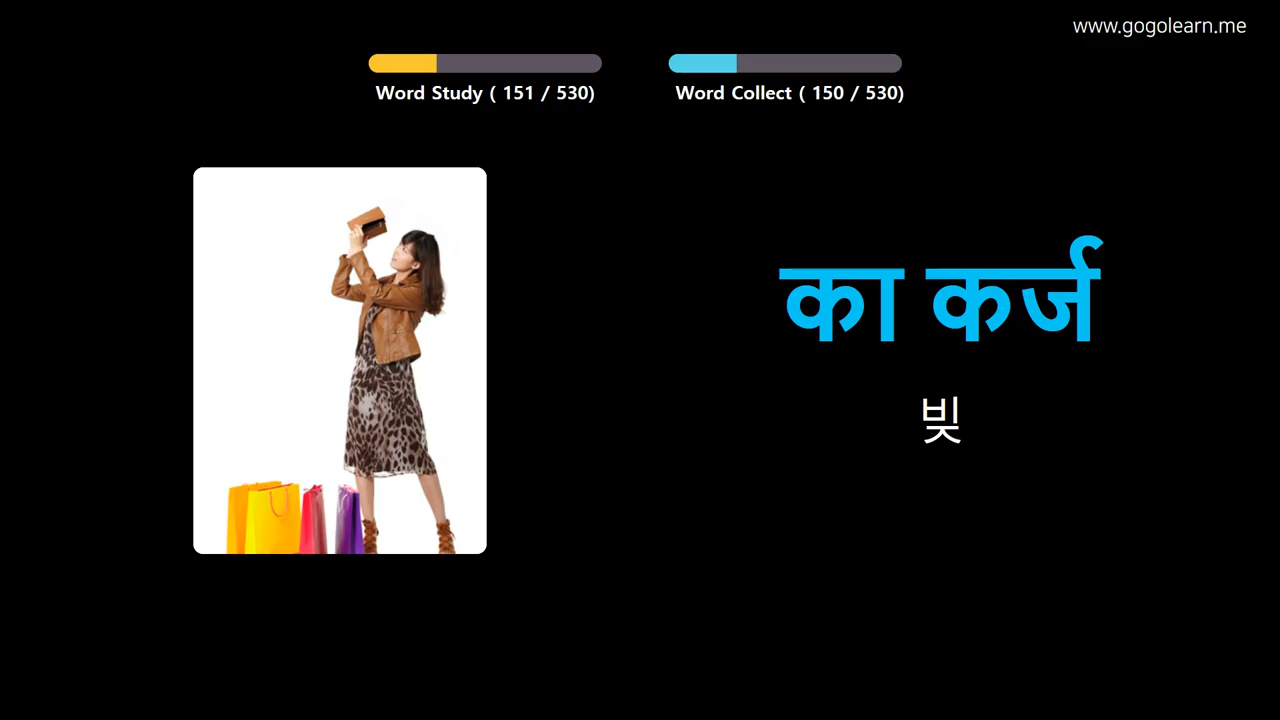 www.gogolearn.me
Word Study ( 151 / 530)
Word Collect ( 150 / 530)
का कर्ज
빚